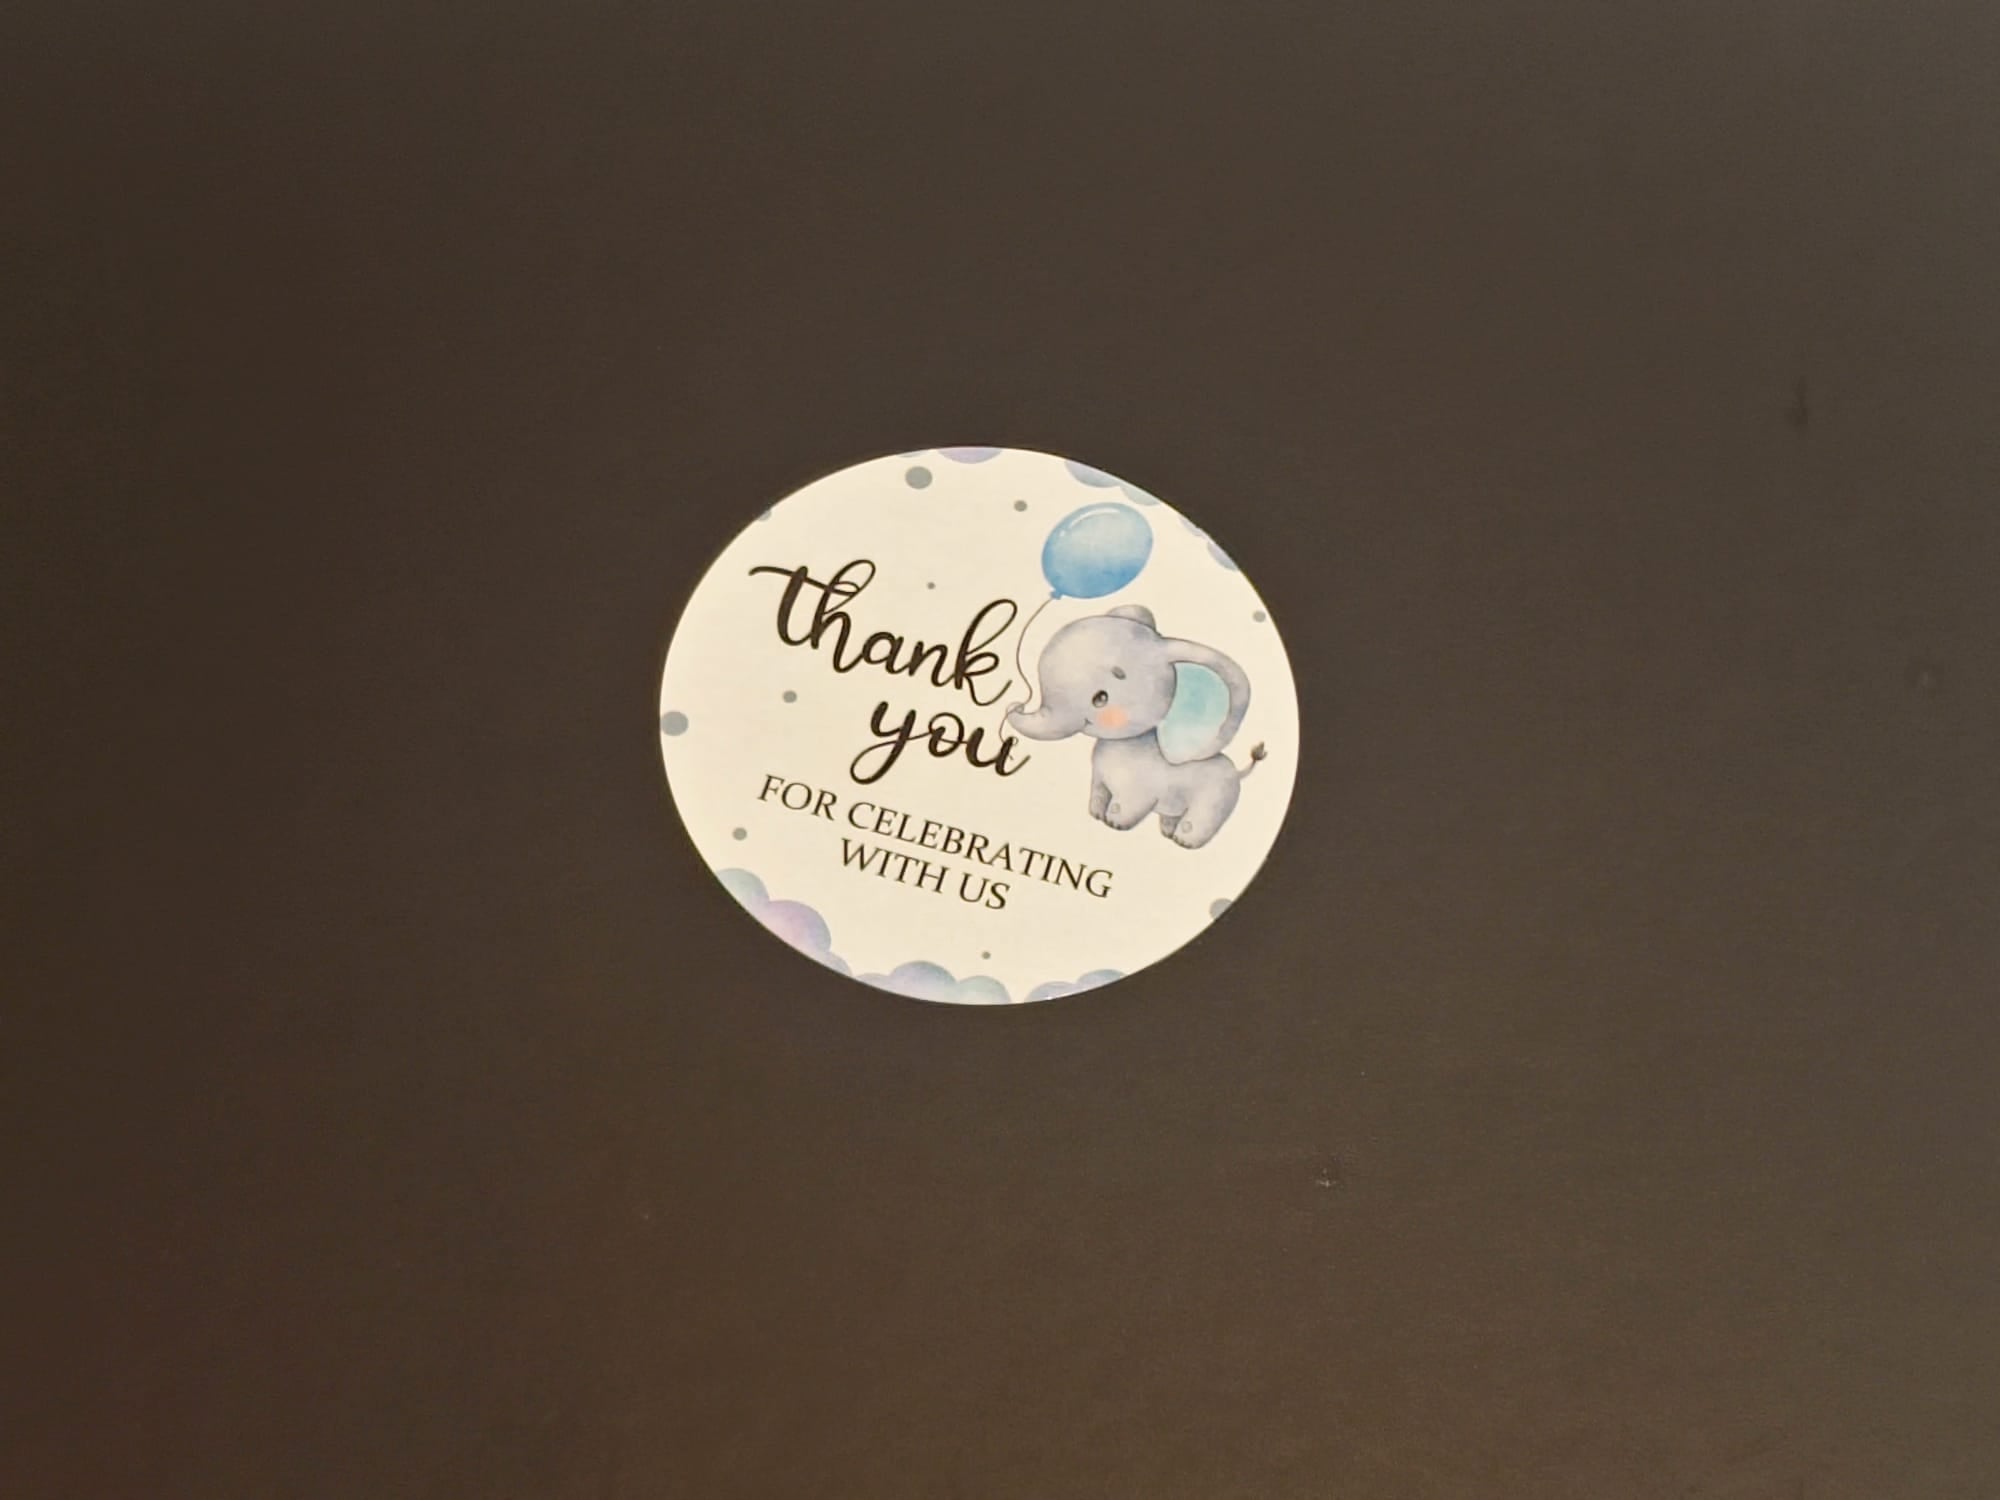 thank
you
FOR CELEBRATING
WITH US